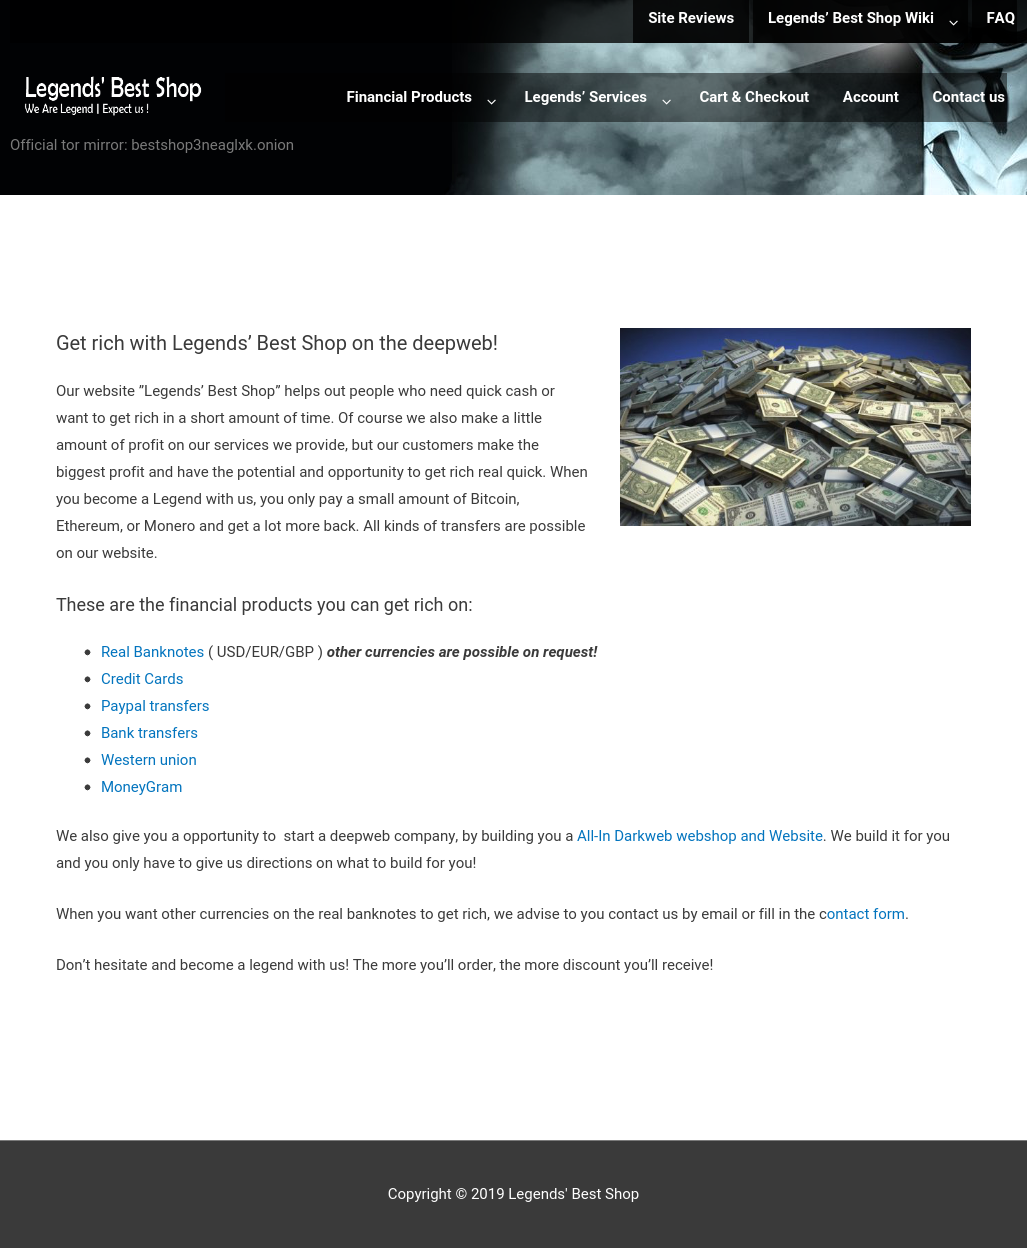 Site Reviews
Legends’ Best Shop Wiki
FAQ
Legends' Best Shop
We Are Legend | Expect us !
Financial Products
Legends’ Services
Cart & Checkout
Account
Contact us
Official tor mirror: bestshop3neaglxk.onion
Get rich with Legends’ Best Shop on the deepweb!
Our website ”Legends’ Best Shop” helps out people who need quick cash or
want to get rich in a short amount of time. Of course we also make a little
amount of profit on our services we provide, but our customers make the
biggest profit and have the potential and opportunity to get rich real quick. When
you become a Legend with us, you only pay a small amount of Bitcoin,
Ethereum, or Monero and get a lot more back. All kinds of transfers are possible
on our website.
These are the financial products you can get rich on:
• Real Banknotes ( USD/EUR/GBP ) other currencies are possible on request!
• Credit Cards
• Paypal transfers
• Bank transfers
• Western union
• MoneyGram
We also give you a opportunity to  start a deepweb company, by building you a All-In Darkweb webshop and Website. We build it for you
and you only have to give us directions on what to build for you!
When you want other currencies on the real banknotes to get rich, we advise to you contact us by email or fill in the contact form.
Don’t hesitate and become a legend with us! The more you’ll order, the more discount you’ll receive!
Copyright © 2019 Legends' Best Shop